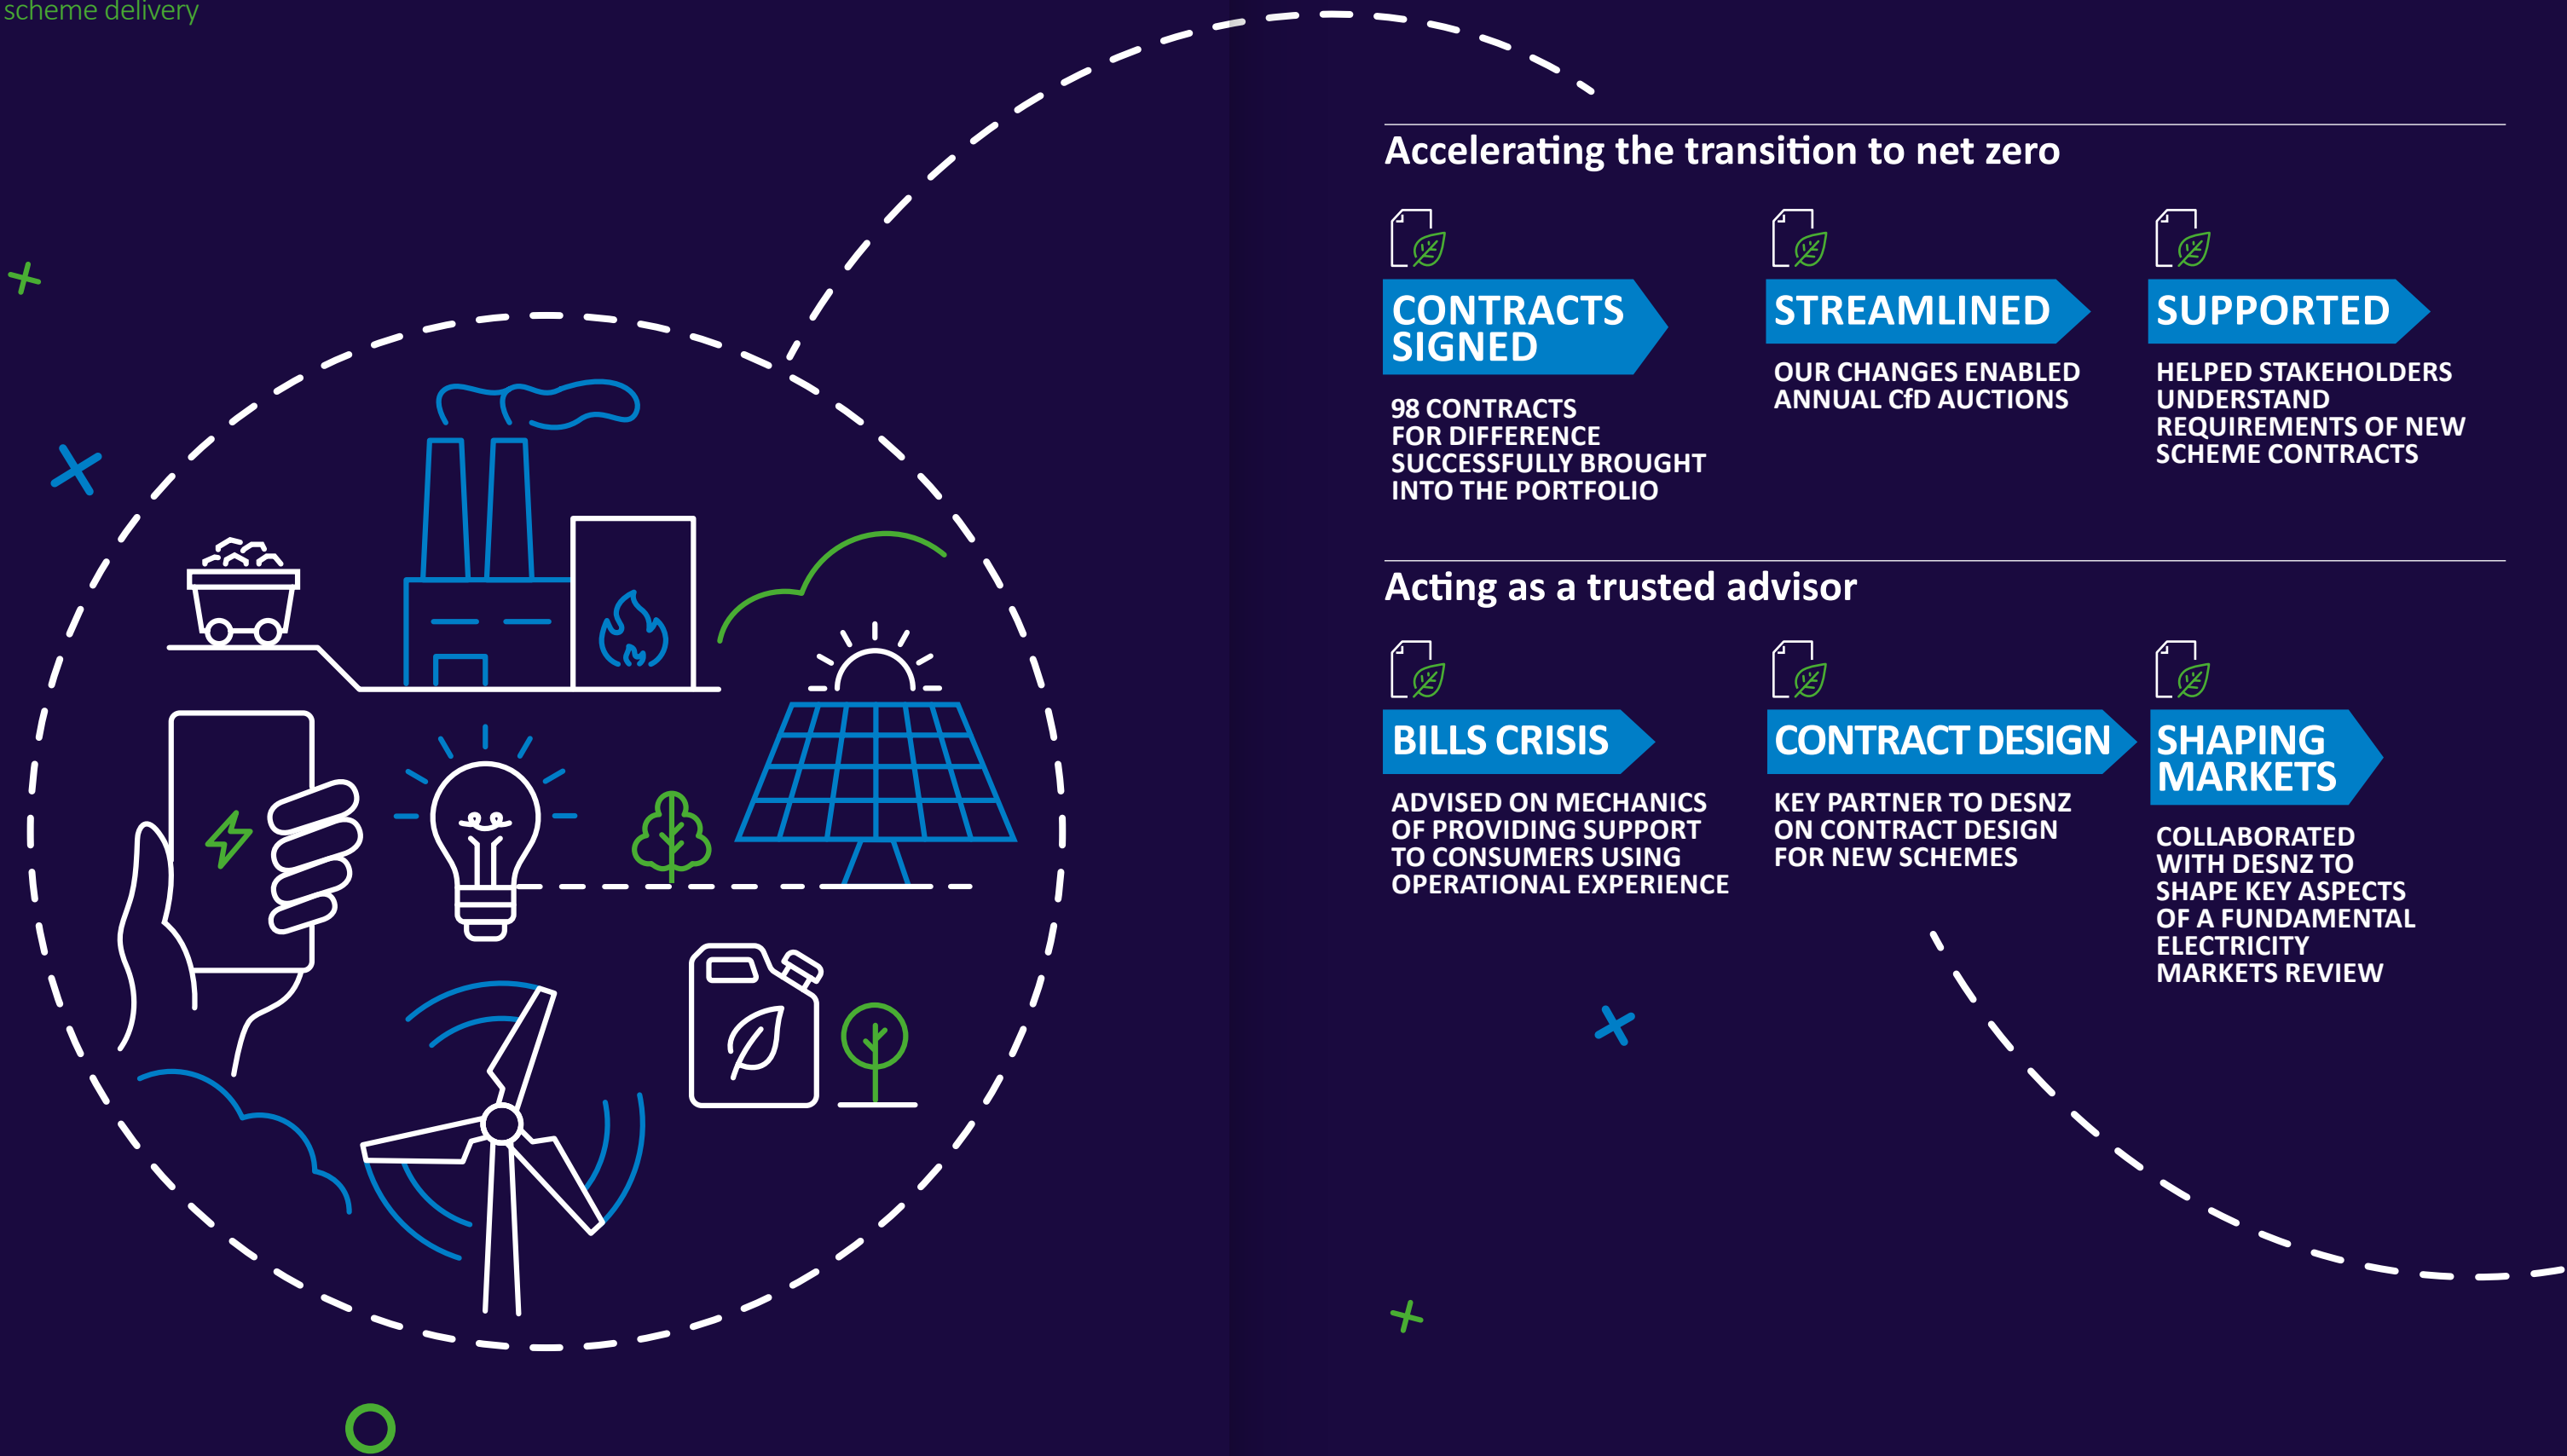 scheme delivery
Accelerating the transition to net zero
CONTRACTS
SIGNED
98 CONTRACTS
FOR DIFFERENCE
SUCCESSFULLY BROUGHT
INTO THE PORTFOLIO
STREAMLINED
OUR CHANGES ENABLED
ANNUAL CfD AUCTIONS
SUPPORTED
HELPED STAKEHOLDERS
UNDERSTAND
REQUIREMENTS OF NEW
SCHEME CONTRACTS
Acting as a trusted advisor
BILLS CRISIS
ADVISED ON MECHANICS
OF PROVIDING SUPPORT
TO CONSUMERS USING
OPERATIONAL EXPERIENCE
CONTRACT DESIGN
KEY PARTNER TO DESNZ
ON CONTRACT DESIGN
FOR NEW SCHEMES
SHAPING
MARKETS
COLLABORATED
WITH DESNZ TO
SHAPE KEY ASPECTS
OF A FUNDAMENTAL
ELECTRICITY
MARKETS REVIEW